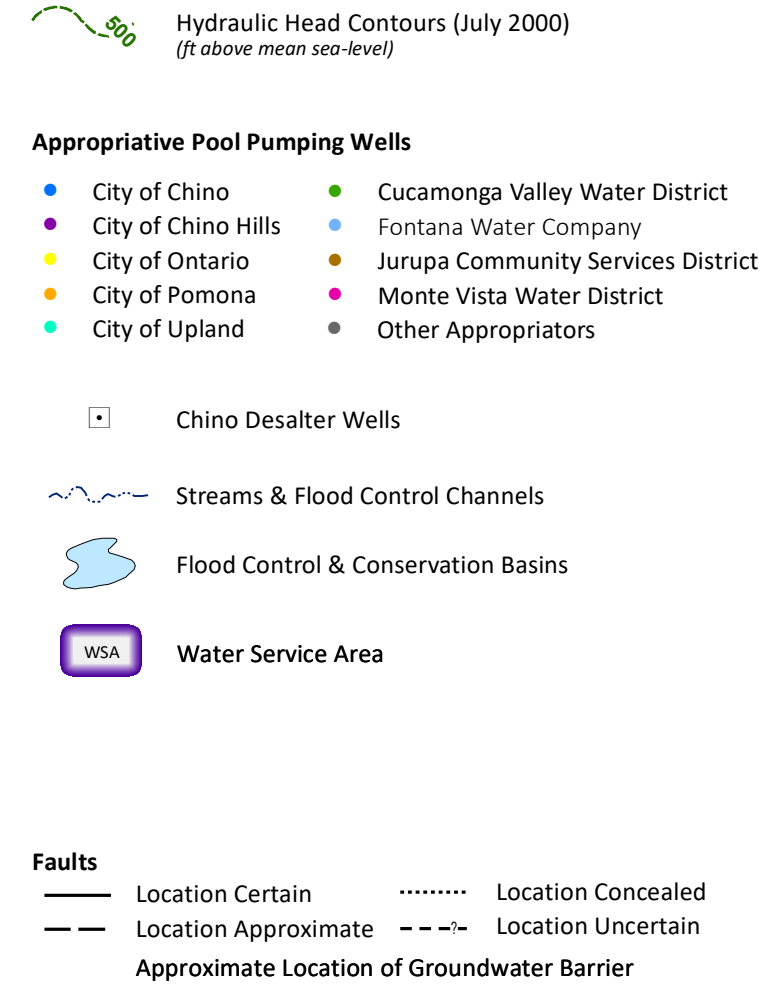 500
Hydraulic Head Contours (July 2000)
(ft above mean sea-level)
Appropriative Pool Pumping Wells
City of Chino
City of Chino Hills
City of Ontario
City of Pomona
City of Upland
Cucamonga Valley Water District
Fontana Water Company
Jurupa Community Services District
Monte Vista Water District
Other Appropriators
Chino Desalter Wells
Streams & Flood Control Channels
Flood Control & Conservation Basins
WSA
Water Service Area
Faults
Location Certain
Location Approximate
Location Concealed
?
Location Uncertain
Approximate Location of Groundwater Barrier